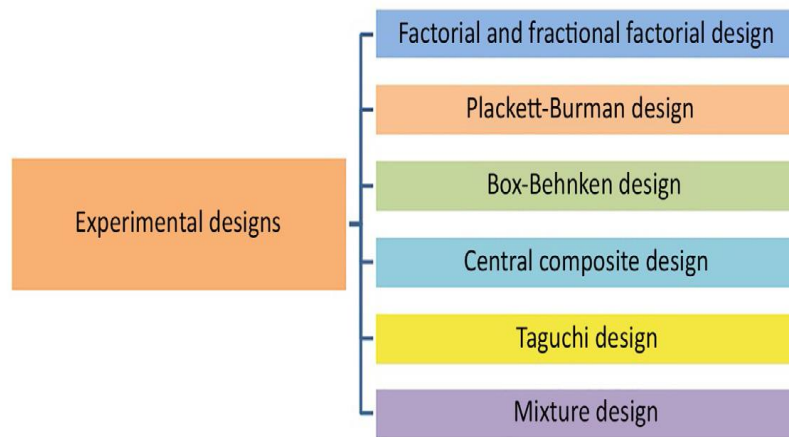 Experimental designs
Factorial and fractional factorial design
Plackett-Burman design
Box-Behnken design
Central composite design
Taguchi design
Mixture design